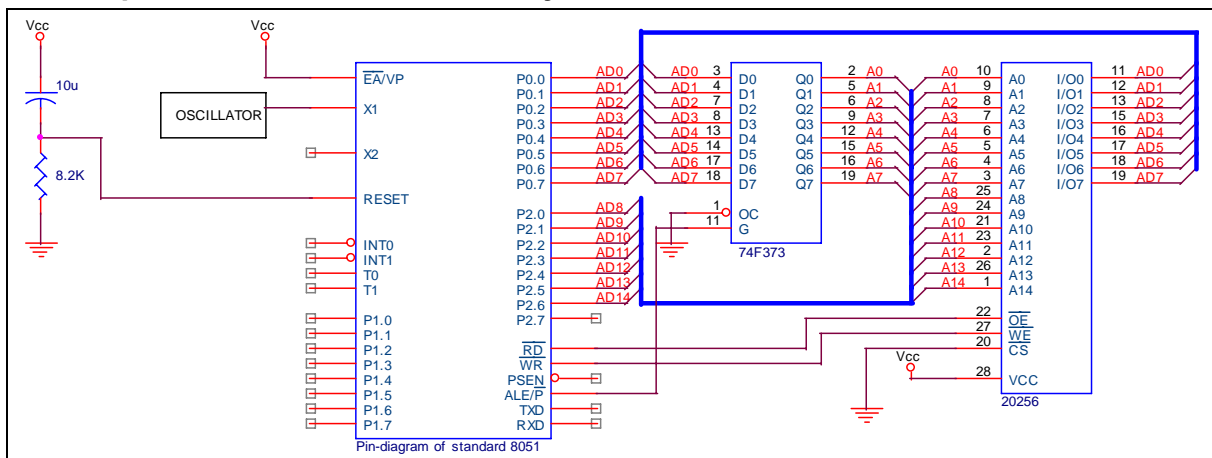 Vcc
10u
8.2K
Vcc
OSCILLATOR
EA/VP
X1
X2
RESET
INT0
INT1
T0
T1
P1.0
P1.1
P1.2
P1.3
P1.4
P1.5
P1.6
P1.7
P0.0 AD0
P0.1 AD1
P0.2 AD2
P0.3 AD3
P0.4 AD4
P0.5 AD5
P0.6 AD6
P0.7 AD7
P2.0 AD8
P2.1 AD9
P2.2 AD10
P2.3 AD11
P2.4 AD12
P2.5 AD13
P2.6 AD14
P2.7
RD
WR
PSEN
ALE/P
TXD
RXD
Pin-diagram of standard 8051
AD0 3 D0 Q0 2 A0
AD1 4 D1 Q1 5 A1
AD2 7 D2 Q2 6 A2
AD3 8 D3 Q3 9 A3
AD4 13 D4 Q4 12 A4
AD5 14 D5 Q5 15 A5
AD6 17 D6 Q6 16 A6
AD7 18 D7 Q7 19 A7
1 OC
11 G
74F373
A0 10 A0 I/O0 11 AD0
A1 9 A1 I/O1 12 AD1
A2 8 A2 I/O2 13 AD2
A3 7 A3 I/O3 15 AD3
A4 6 A4 I/O4 16 AD4
A5 5 A5 I/O5 17 AD5
A6 4 A6 I/O6 18 AD6
A7 3 A7 I/O7 19 AD7
A8 25 A8
A9 24 A9
A10 21 A10
A11 23 A11
A12 2 A12
A13 26 A13
A14 1 A14
22 OE
27 WE
20 CS
Vcc
28 VCC
20256